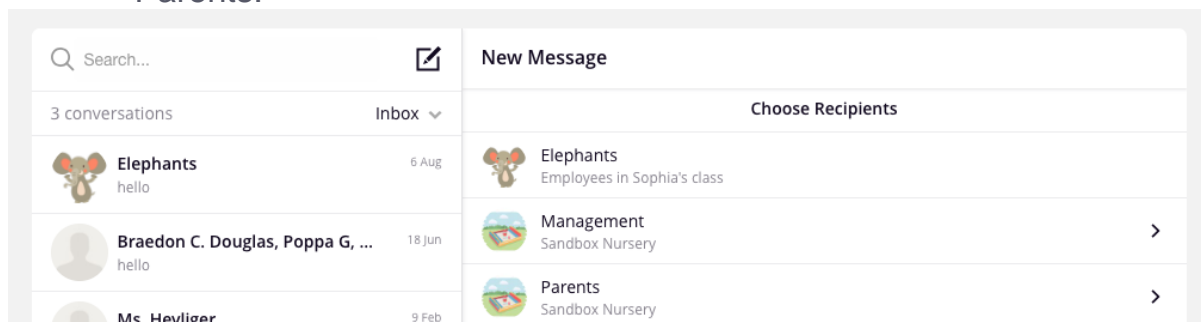 Parents.
Search...
3 conversations
Inbox
Elephants
6 Aug
hello
Braedon C. Douglas, Poppa G, ...
18 Jun
hello
Ms. Heyliger
9 Feb
New Message
Choose Recipients
Elephants
Employees in Sophia's class
Management
Sandbox Nursery
Parents
Sandbox Nursery